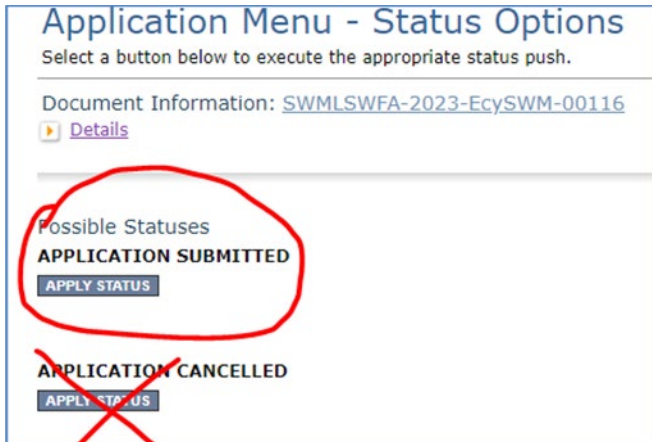 Application Menu - Status Options
Select a button below to execute the appropriate status push.
Document Information: SWMLSWFA-2023-EcySWM-00116
Details
Possible Statuses
APPLICATION SUBMITTED
APPLY STATUS
APPLICATION CANCELLED
APPLY STATUS